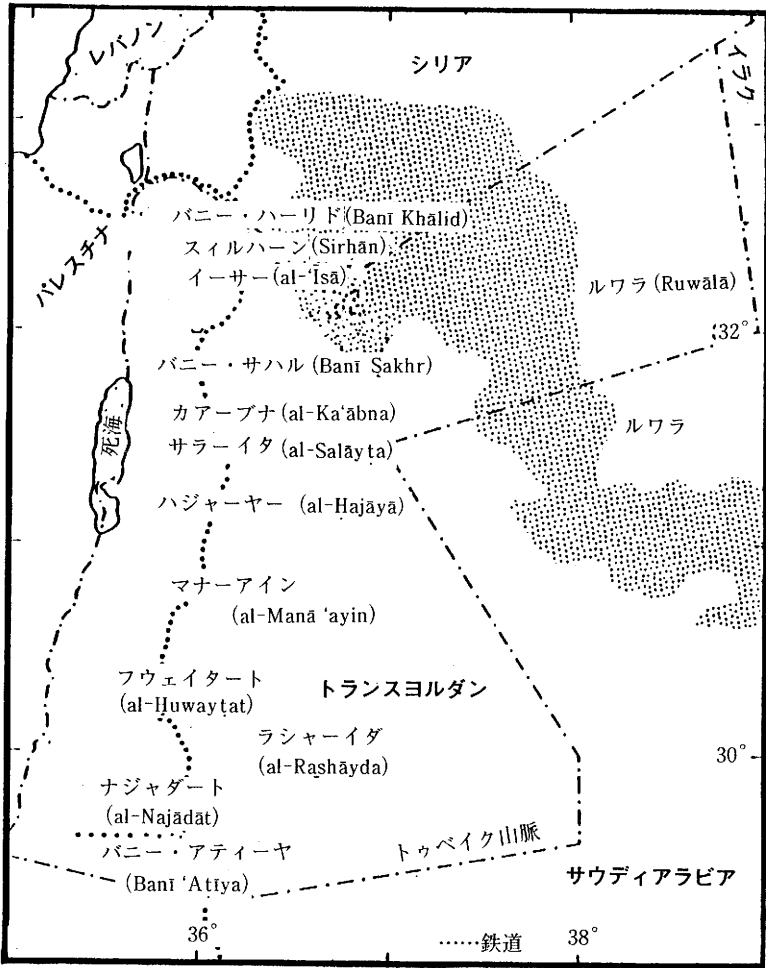 レバノン
シリア
イラク
バニー・ハーリド(Banī Khālid)
スィルハーン(Sirhān)
イーサー(al-‘Īsā)
パレスチナ
ルワラ(Ruwālā)
32°
バニー・サハル(Banī Ṣakhr)
カアーブナ(al-Ka‘ābna)
ルワラ
サラーイタ(al-Salāyta)
死海
ハジャーヤー(al-Hajāyā)
マナーアイン
(al-Manā ‘ayin)
フウェイタート
(al-Huwayṭat)
トランスヨルダン
ラシャーイダ
(al-Rashāyda)
30°
ナジャダート
(al-Najādāt)
バニー・アティーヤ
(Banī ‘Atīya)
トゥベイク山脈
サウディアラビア
36°
……鉄道
38°